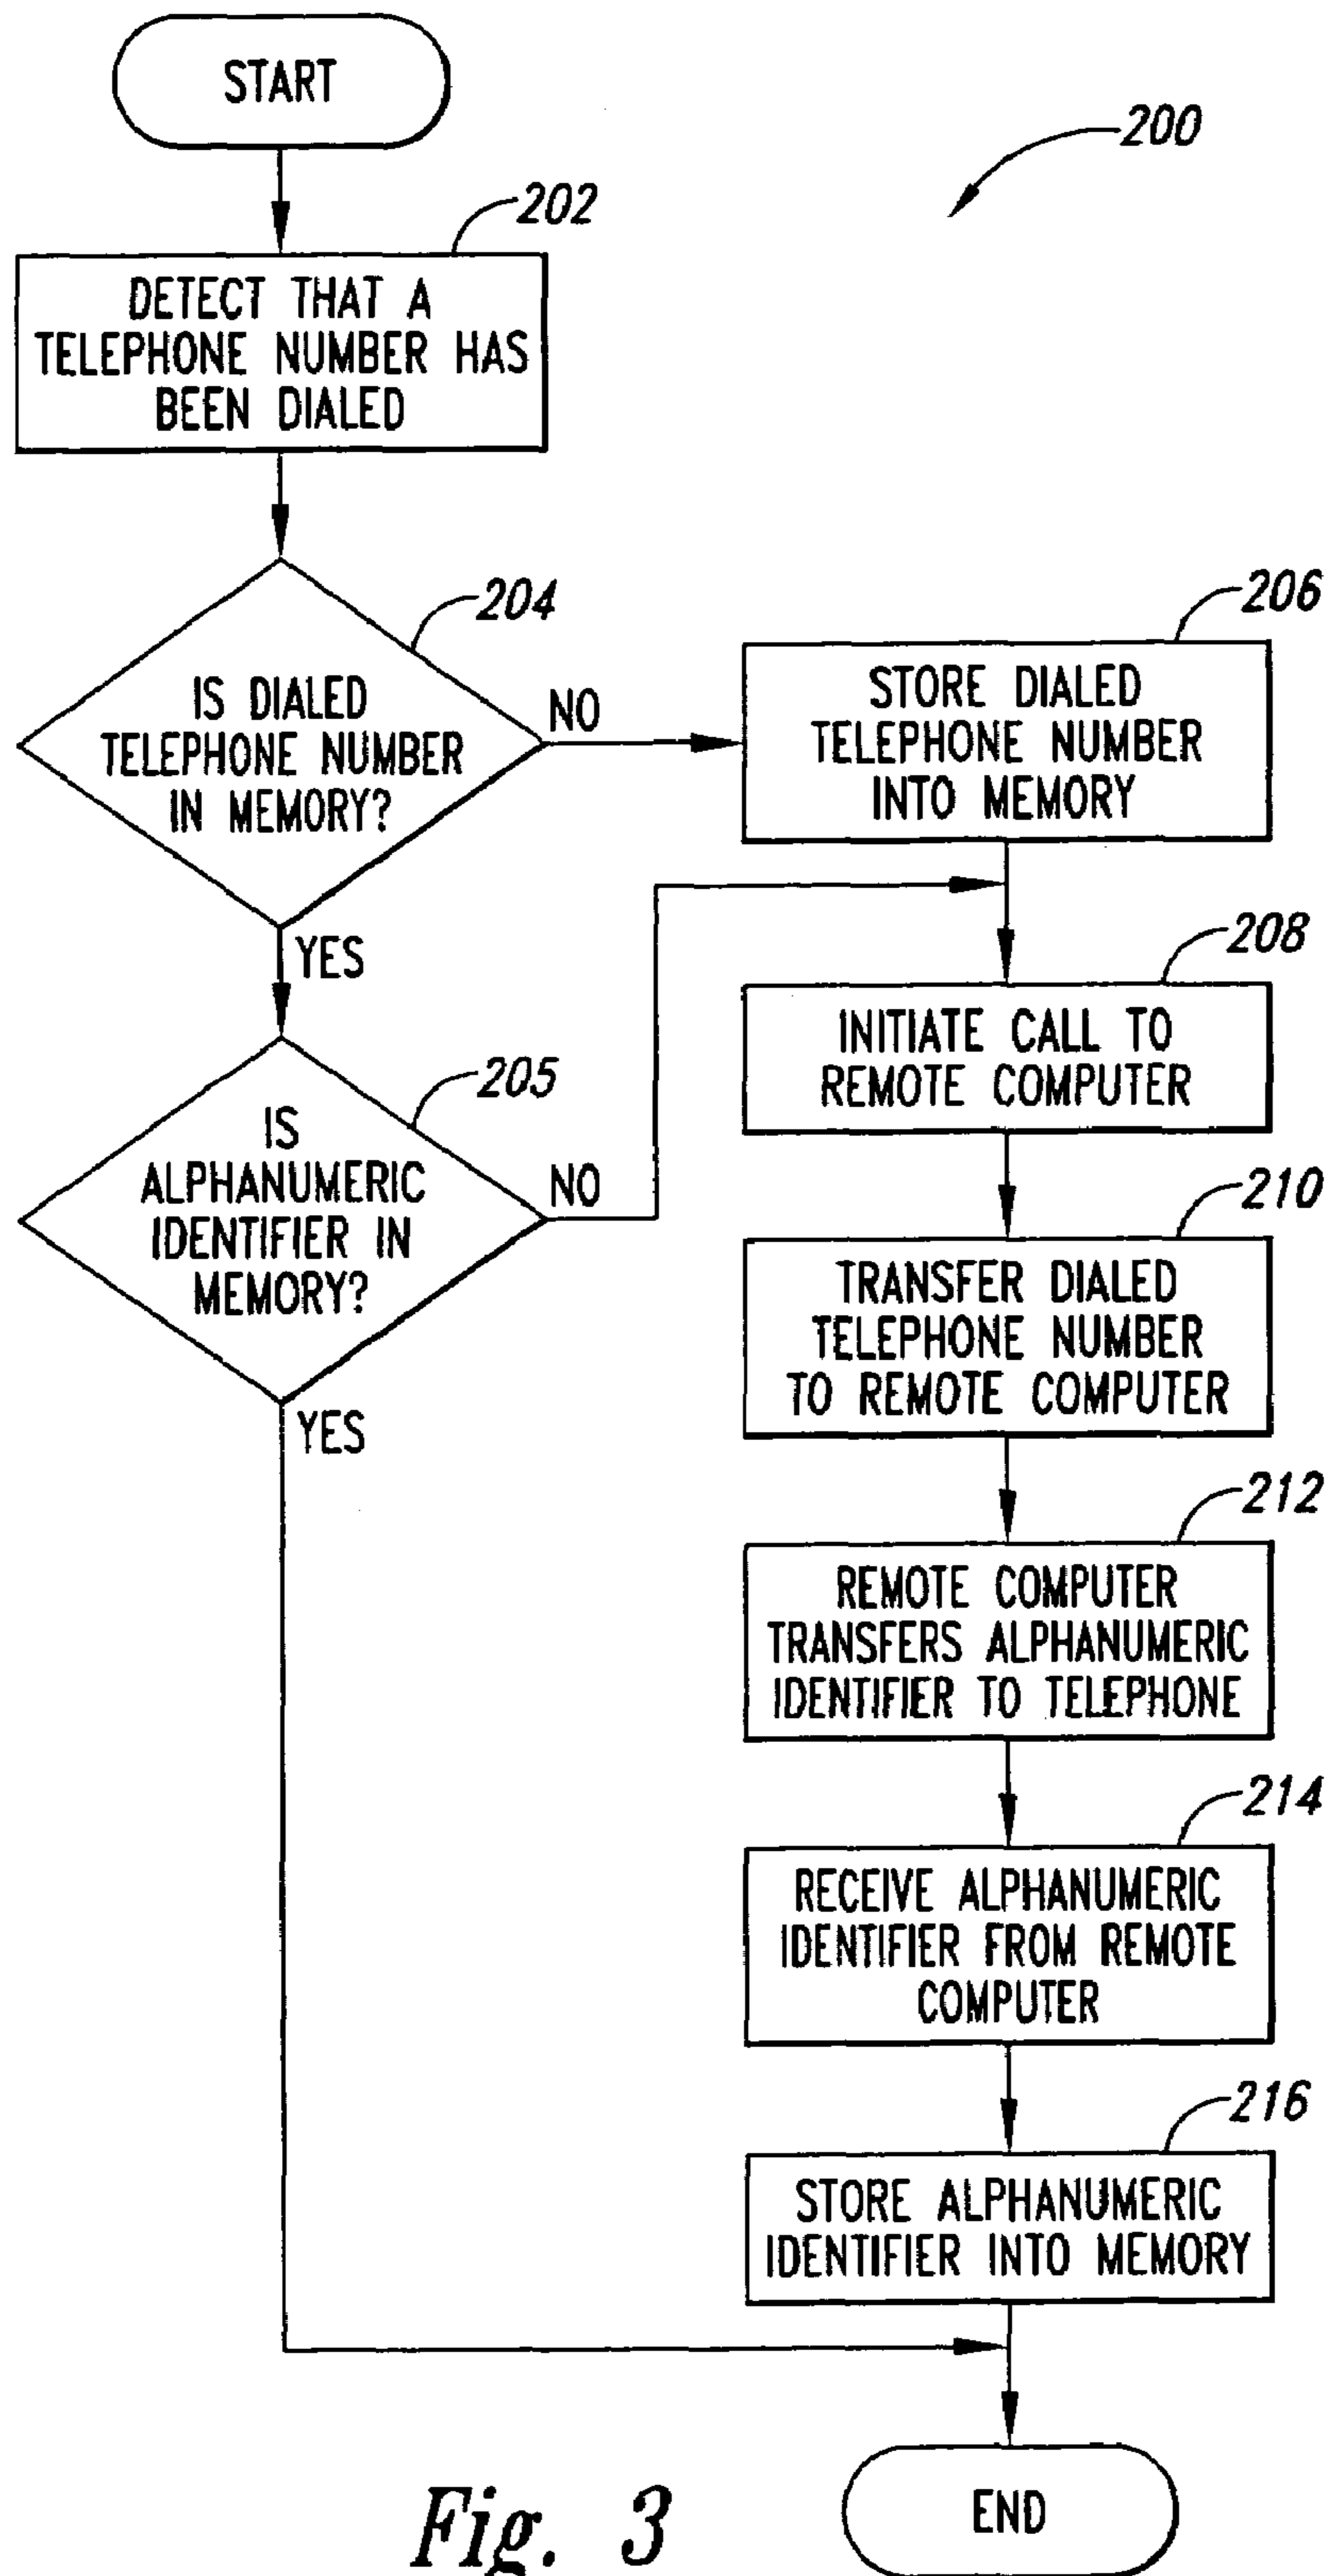 START
200
202
DETECT THAT A
TELEPHONE NUMBER HAS
BEEN DIALED
204
IS DIALED
TELEPHONE NUMBER
IN MEMORY?
NO
YES
206
STORE DIALED
TELEPHONE NUMBER
INTO MEMORY
205
IS
ALPHANUMERIC
IDENTIFIER IN
MEMORY?
NO
YES
208
INITIATE CALL TO
REMOTE COMPUTER
210
TRANSFER DIALED
TELEPHONE NUMBER
TO REMOTE COMPUTER
212
REMOTE COMPUTER
TRANSFERS ALPHANUMERIC
IDENTIFIER TO TELEPHONE
214
RECEIVE ALPHANUMERIC
IDENTIFIER FROM REMOTE
COMPUTER
216
STORE ALPHANUMERIC
IDENTIFIER INTO MEMORY
END
Fig. 3